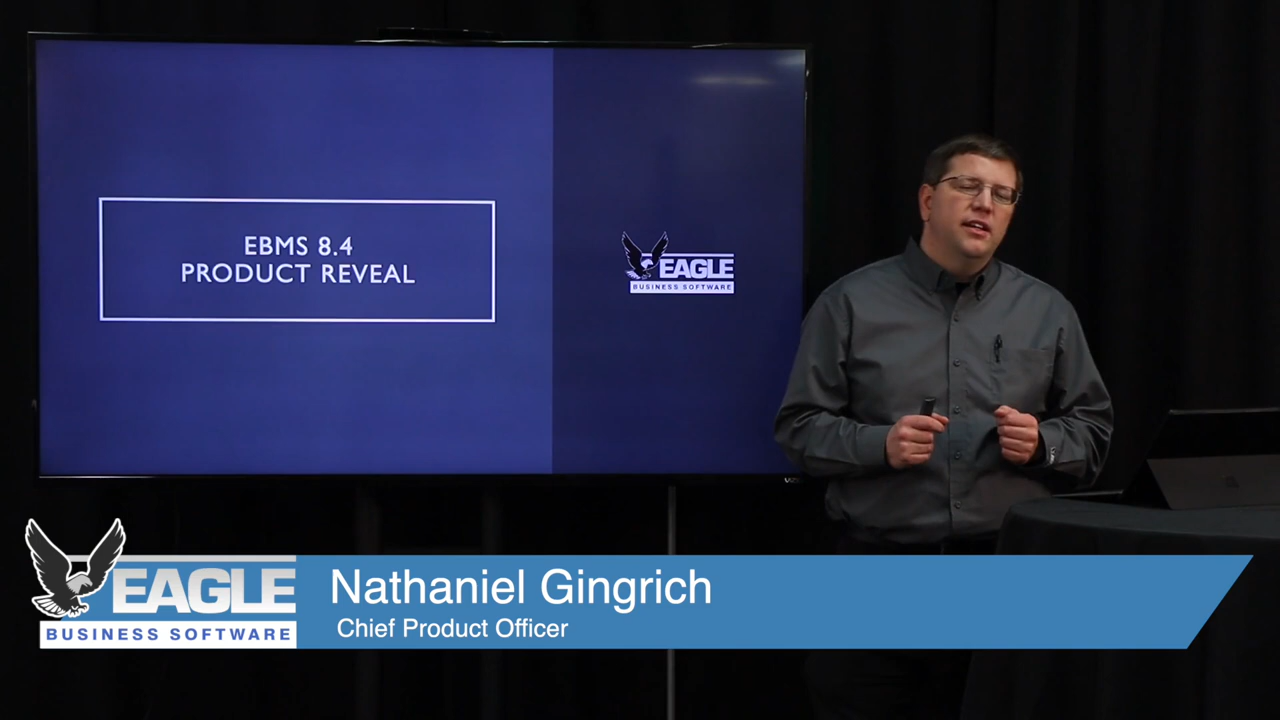 EBMS 8.4
PRODUCT REVEAL
EAGLE
BUSINESS SOFTWARE
EAGLE
BUSINESS SOFTWARE
Nathaniel Gingrich
Chief Product Officer